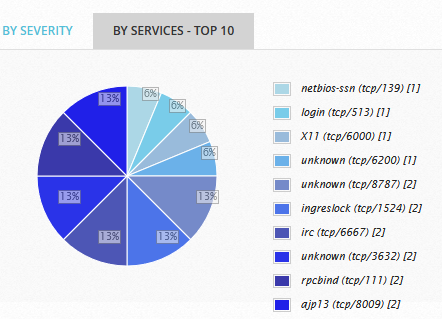 BY SEVERITY
BY SERVICES - TOP 10
6%
6%
6%
6%
13%
13%
13%
13%
13%
13%
netbios-ssn (tcp/139) [1]
login (tcp/513) [1]
X11 (tcp/6000) [1]
unknown (tcp/6200) [1]
unknown (tcp/8787) [2]
ingreslock (tcp/1524) [2]
irc (tcp/6667) [2]
unknown (tcp/3632) [2]
rpcbind (tcp/111) [2]
ajp13 (tcp/8009) [2]